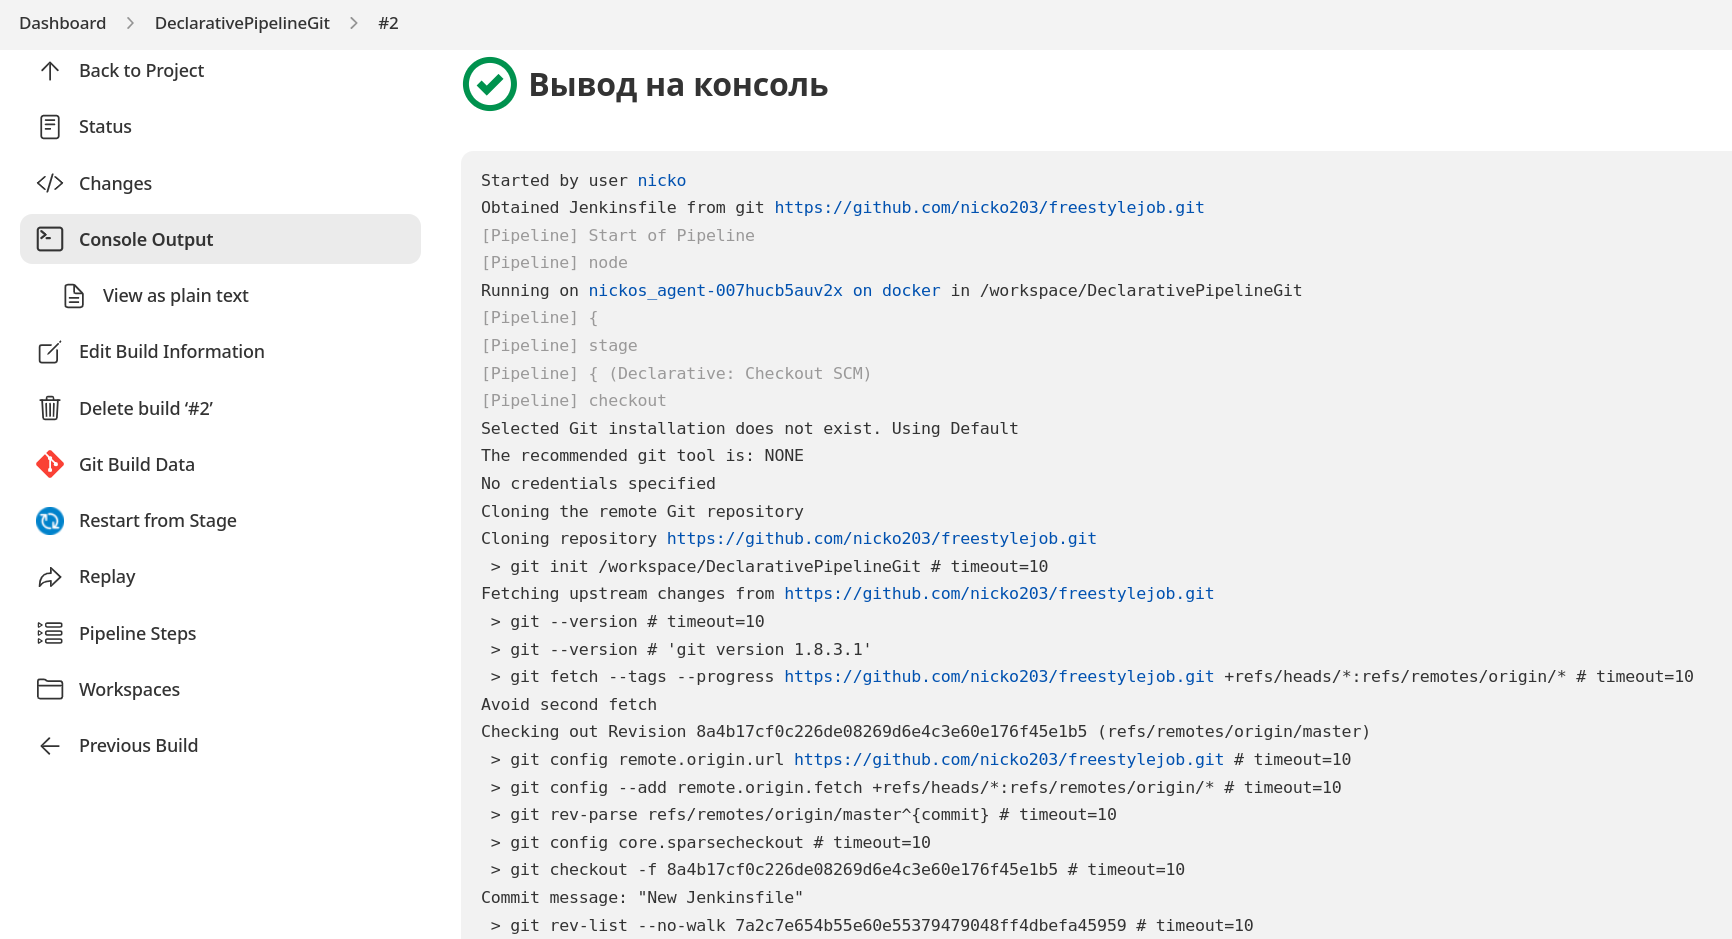 Dashboard > DeclarativePipelineGit > #2
Back to Project
Status
Changes
Console Output
View as plain text
Edit Build Information
Delete build ‘#2’
Git Build Data
Restart from Stage
Replay
Pipeline Steps
Workspaces
Previous Build
Вывод на консоль
Started by user nicko
Obtained Jenkinsfile from git https://github.com/nicko203/freestylejob.git
[Pipeline] Start of Pipeline
[Pipeline] node
Running on nickos_agent-007hucb5auv2x on docker in /workspace/DeclarativePipelineGit
[Pipeline] {
[Pipeline] stage
[Pipeline] { (Declarative: Checkout SCM)
[Pipeline] checkout
Selected Git installation does not exist. Using Default
The recommended git tool is: NONE
No credentials specified
Cloning the remote Git repository
Cloning repository https://github.com/nicko203/freestylejob.git
 > git init /workspace/DeclarativePipelineGit # timeout=10
Fetching upstream changes from https://github.com/nicko203/freestylejob.git
 > git --version # timeout=10
 > git --version # 'git version 1.8.3.1'
 > git fetch --tags --progress https://github.com/nicko203/freestylejob.git +refs/heads/*:refs/remotes/origin/* # timeout=10
Avoid second fetch
Checking out Revision 8a4b17cf0c226de08269d6e4c3e60e176f45e1b5 (refs/remotes/origin/master)
 > git config remote.origin.url https://github.com/nicko203/freestylejob.git # timeout=10
 > git config --add remote.origin.fetch +refs/heads/*:refs/remotes/origin/* # timeout=10
 > git rev-parse refs/remotes/origin/master^{commit} # timeout=10
 > git config core.sparsecheckout # timeout=10
 > git checkout -f 8a4b17cf0c226de08269d6e4c3e60e176f45e1b5 # timeout=10
Commit message: "New Jenkinsfile"
 > git rev-list --no-walk 7a2c7e654b55e60e55379479048ff4dbefa45959 # timeout=10